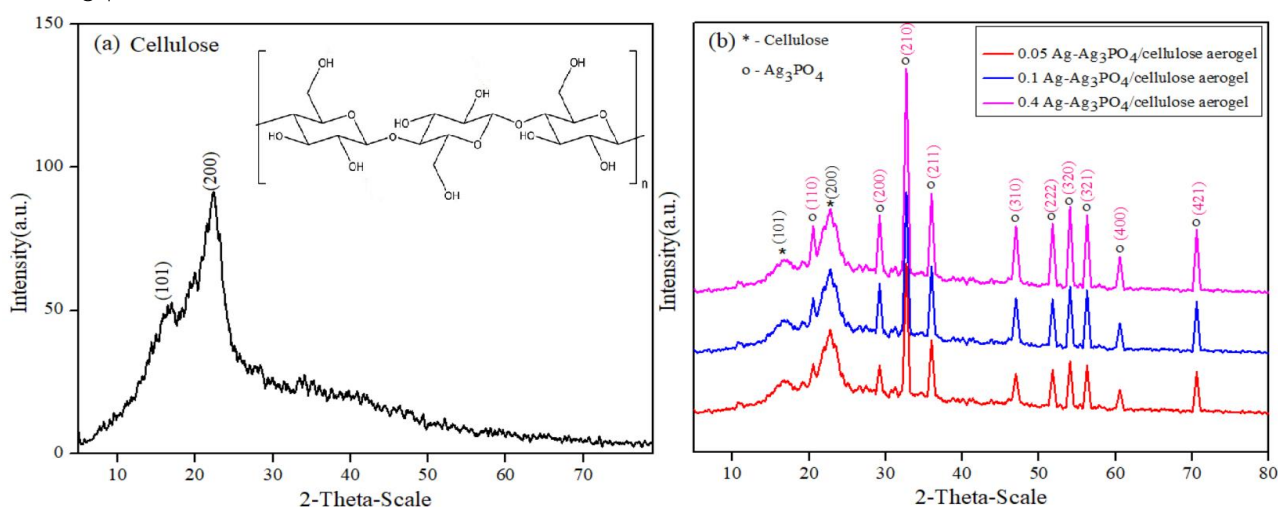 (a) Cellulose
OH
O
HO
OH
O
HO
OH
O
OH
O
OH
O
HO
OH
n
(101)
(200)
150
100
50
0
10 20 30 40 50 60 70
Intensity(a.u.)
2-Theta-Scale
(b) * - Cellulose
o - Ag₃PO₄
0.05 Ag-Ag₃PO₄/cellulose aerogel
0.1 Ag-Ag₃PO₄/cellulose aerogel
0.4 Ag-Ag₃PO₄/cellulose aerogel
*(101)
o(110)
*(200)
o(200)
o(210)
o(211)
o(310)
o(222)
o(320)
o(321)
o(400)
o(421)
10 20 30 40 50 60 70 80
Intensity(a.u.)
2-Theta-Scale